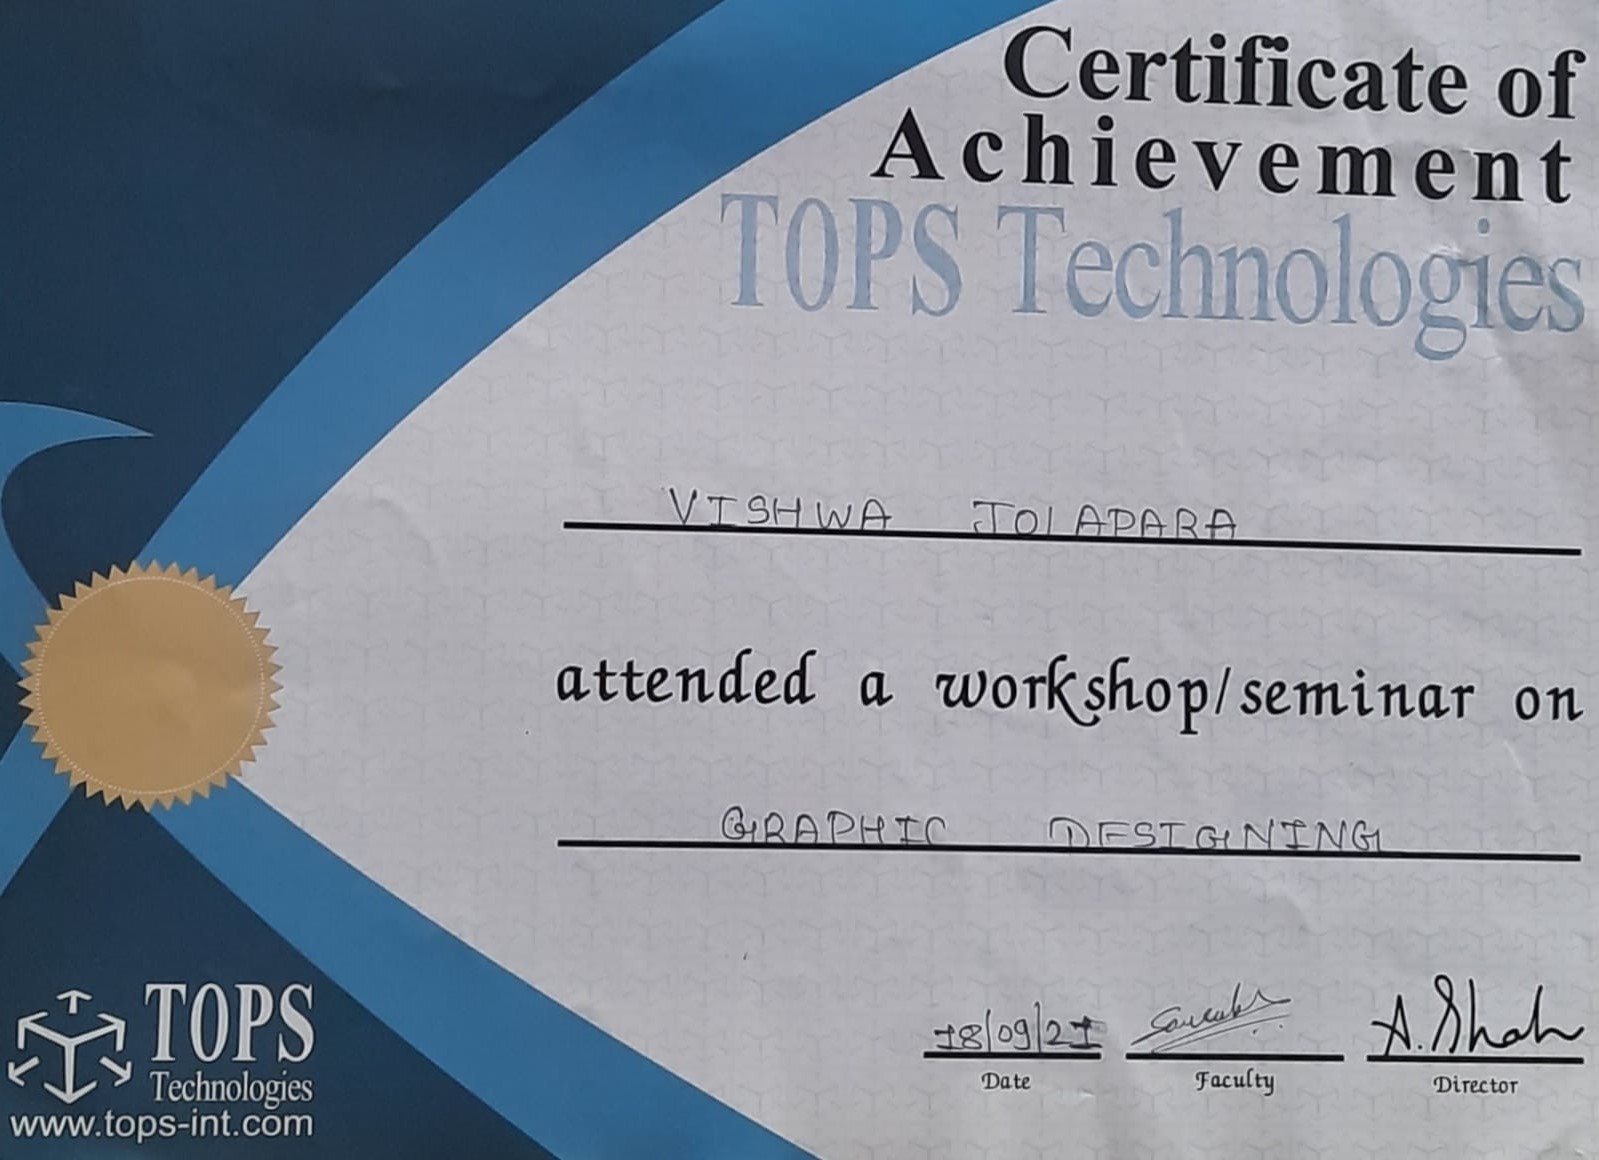 Certificate of
Achievement
TOPS Technologies
VISHWA JOLAPARA
attended a workshop/seminar on
GRAPHIC DESIGNING
18/09/21
A. Shah
Date
Faculty
Director
TOPS
Technologies
www.tops-int.com